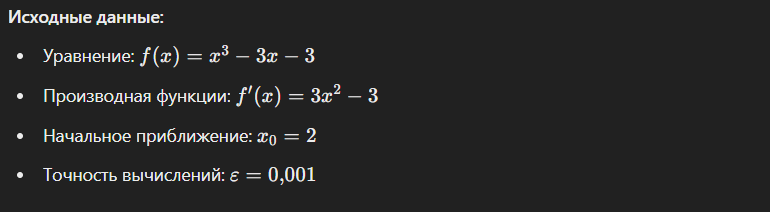 Исходные данные:
• Уравнение: f(x) = x³ − 3x − 3
• Производная функции: f′(x) = 3x² − 3
• Начальное приближение: x₀ = 2
• Точность вычислений: ε = 0,001